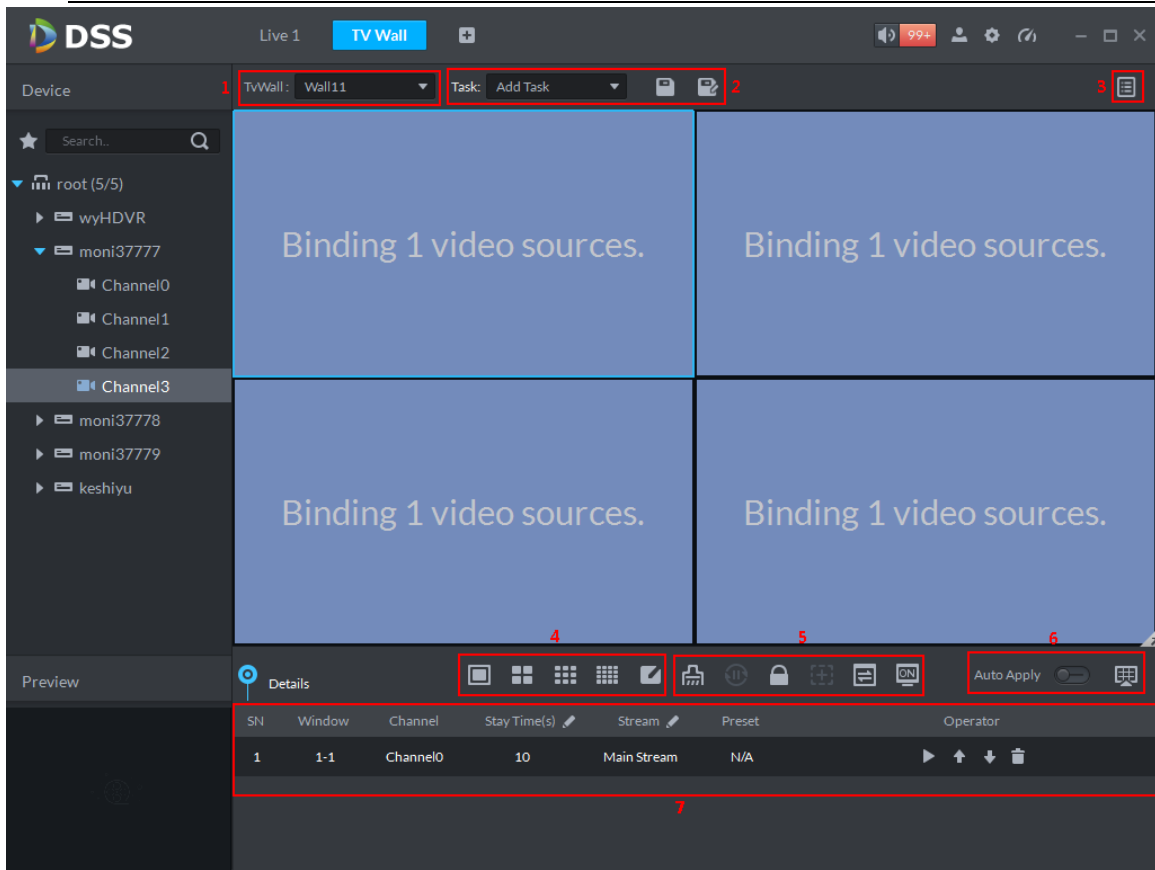 DSS Live 1 TV Wall 99+
Device 1 TvWall: Wall11 Task: Add Task 2 3
Search..
root (5/5)
wyHDVR
moni37777
Channel0
Channel1
Channel2
Channel3
moni37778
moni37779
keshiyu
Binding 1 video sources. Binding 1 video sources.
Binding 1 video sources. Binding 1 video sources.
4 5 6
Preview Details ON Auto Apply
SN Window Channel Stay Time(s) Stream Preset Operator
1 1-1 Channel0 10 Main Stream N/A
7